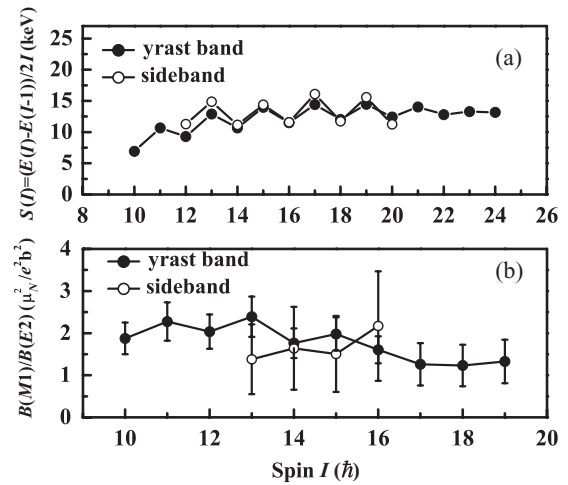 yrast band
sideband
(a)
S(I)=(E(I)-E(I-1))/2I (keV)
25
20
15
10
5
0
8 10 12 14 16 18 20 22 24 26
yrast band
sideband
(b)
B(M1)/B(E2) (μ²_N/e²b²)
4
3
2
1
0
10 12 14 16 18 20
Spin I (ℏ)